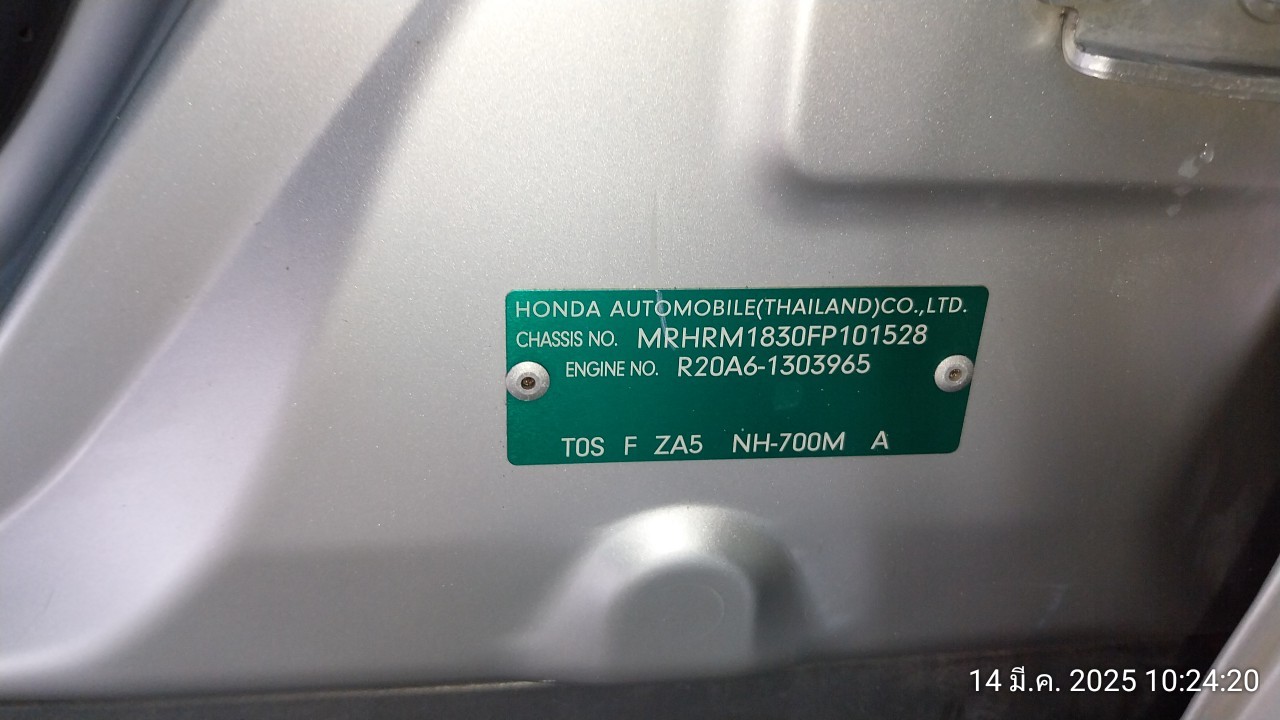 HONDA AUTOMOBILE(THAILAND)CO.,LTD.
CHASSIS NO. MRHRM1830FP101528
ENGINE NO. R20A6-1303965
TOS F ZA5 NH-700M A
14 มี.ค. 2025 10:24:20